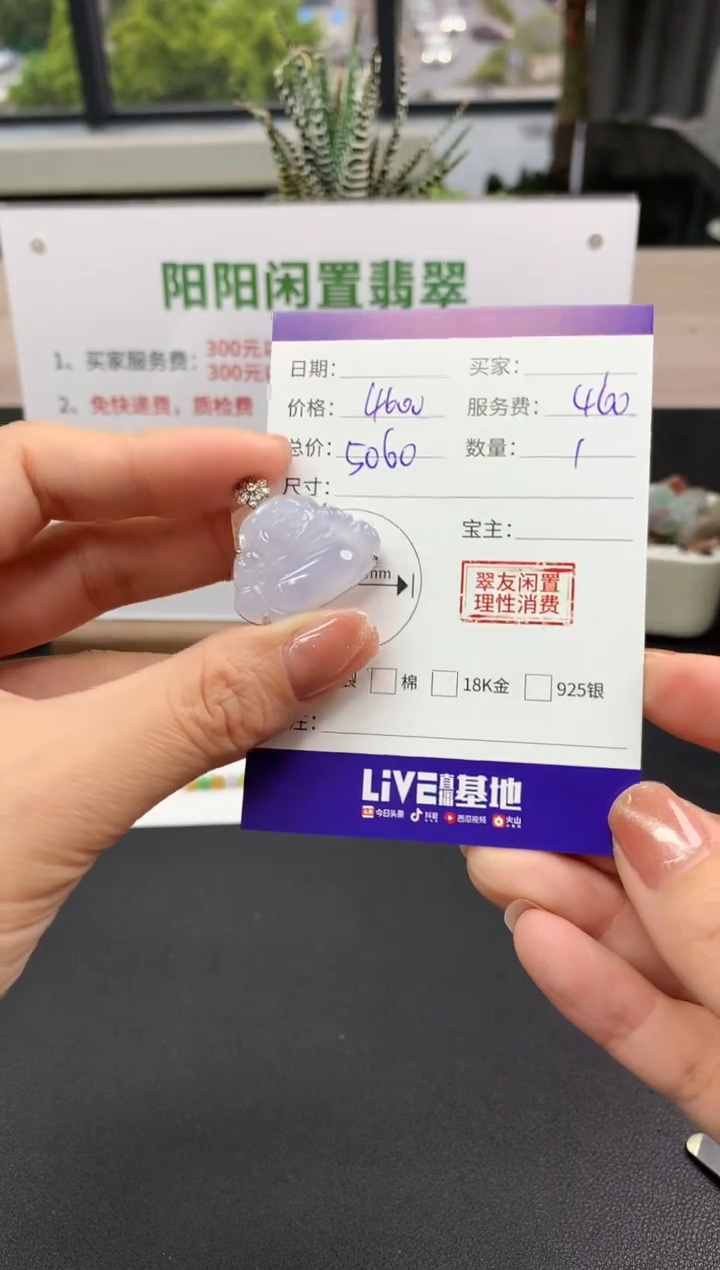 阳阳闲置翡翠
1、买家服务费：300元以
300元以
2、免快递费，质检费
日期：
买家：
价格：4600
服务费：460
总价：5060
数量：1
尺寸：
宝主：
mm
翠友闲置
理性消费
棉 18K金 925银
注：
LiVE直播基地
头条 今日头条 抖音 西瓜视频 火山